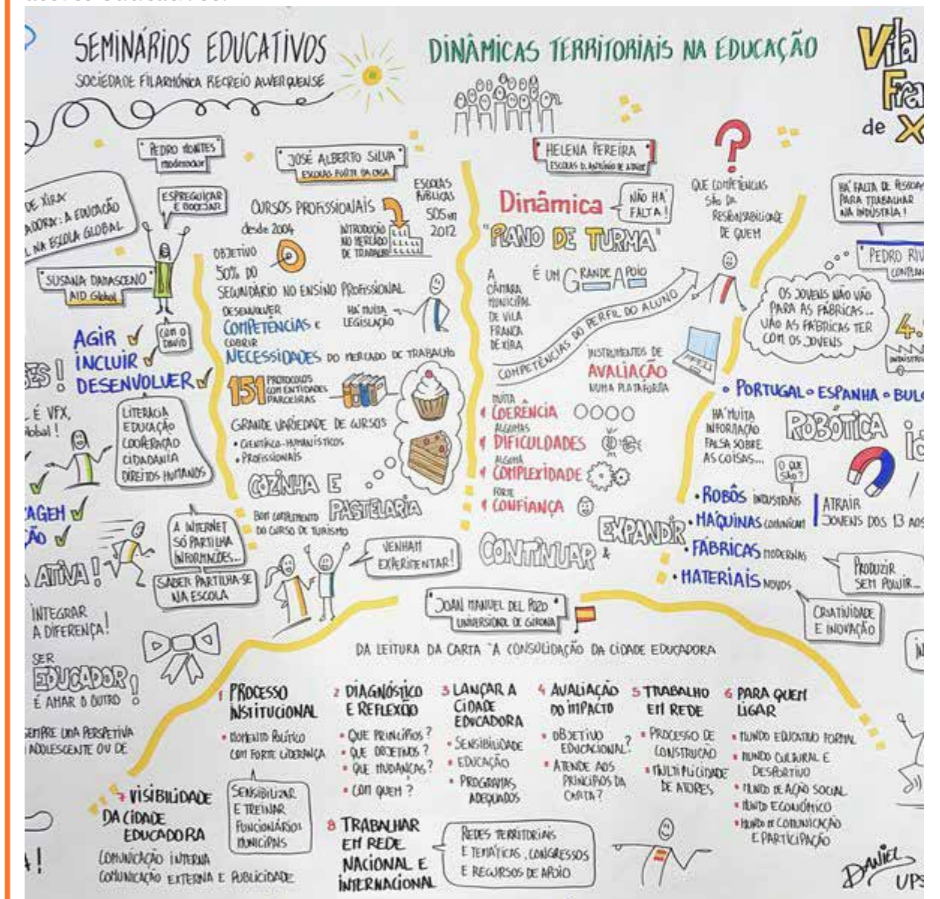 SEMINÁRIOS EDUCATIVOS
SOCIEDADE FILARMÓNICA RECREIO ALVERQUENSE
DINÂMICAS TERRITORIAIS NA EDUCAÇÃO
Vila
Fra
de X
PEDRO MONTES
moderador
ESPREGUIÇAR
E BOCEJAR
DE XIRA
ADORA: A EDUCAÇÃO
L NA ESCOLA GLOBAL
SUSANA DAMASCENO
AID Global
COM O
DAVID
AGIR
INCLUIR
DESENVOLVER
ES!
É VFX,
LITERACIA
EDUCAÇÃO
COOPERAÇÃO
CIDADANIA
DIREITOS HUMANOS
AGEM
ÃO
A INTERNET
SÓ PARTILHA
INFORMAÇÕES...
SABER PARTILHA-SE
NA ESCOLA
ATIVA!
INTEGRAR
A DIFERENÇA!
SER
EDUCADOR
É AMAR O OUTRO!
SEMPRE UMA PERSPETIVA
ADOLESCENTE OU DE
JOSÉ ALBERTO SILVA
ESCOLAS FORTE DA CASA
CURSOS PROFISSIONAIS
desde 2004
INTRODUÇÃO
NO MERCADO
DE TRABALHO
ESCOLAS
PÚBLICAS
SOS em
2012
OBJETIVO
50% DO
SECUNDÁRIO NO ENSINO PROFISSIONAL
DESENVOLVER
COMPETÊNCIAS E
COBRIR
NECESSIDADES DO MERCADO DE TRABALHO
HÁ MUITA
LEGISLAÇÃO
151 PROTOCOLOS
COM ENTIDADES
PARCEIRAS
GRANDE VARIEDADE DE CURSOS
• CIENTÍFICO-HUMANÍSTICOS
• PROFISSIONAIS
COZINHA E
PASTELARIA
BOM COMPLEMENTO
DO CURSO DE TURISMO
VENHAM
EXPERIMENTAR!
HELENA PEREIRA
ESCOLAS D. ANTÓNIO DE ATAÍDE
Dinâmica
NÃO HÁ
FALTA!
"PLANO DE TURMA"
A
CÂMARA
MUNICIPAL
DE VILA
FRANCA
DE XIRA
É UM GRANDE APOIO
COMPETÊNCIAS DO PERFIL DO ALUNO
INSTRUMENTOS DE
AVALIAÇÃO
NUMA PLATAFORMA
MUITA
COERÊNCIA
ALGUMAS
DIFICULDADES
ALGUMA
COMPLEXIDADE
FORTE
CONFIANÇA
CONTINUAR &
EXPANDIR
?
QUE COMPETÊNCIAS
SÃO DA
RESPONSABILIDADE
DE QUEM
HÁ FALTA DE PESSOAS
PARA TRABALHAR
NA INDÚSTRIA!
OS JOVENS NÃO VÃO
PARA AS FÁBRICAS...
VÃO AS FÁBRICAS TER
COM OS JOVENS
4.
• PORTUGAL • ESPANHA • BUL
HÁ MUITA
INFORMAÇÃO
FALSA SOBRE
AS COISAS...
ROBÓTICA
O QUE
SÃO?
• ROBÔS INDUSTRIAIS
• MÁQUINAS COMUNICAM
• FÁBRICAS MODERNAS
• MATERIAIS NOVOS
ATRAIR
JOVENS DOS 13 AOS
PRODUZIR
SEM POLUIR...
CRIATIVIDADE
E INOVAÇÃO
JOAN MANUEL DEL POZO
UNIVERSIDADE DE GIRONA
DA LEITURA DA CARTA "A CONSOLIDAÇÃO DA CIDADE EDUCADORA
1 PROCESSO
INSTITUCIONAL
• MOMENTO POLÍTICO
COM FORTE LIDERANÇA
SENSIBILIZAR
E TREINAR
FUNCIONÁRIOS
MUNICIPAIS
2 DIAGNÓSTICO
E REFLEXÃO
• QUE PRINCÍPIOS?
• QUE OBJETIVOS?
• QUE MUDANÇAS?
• COM QUEM?
3 LANÇAR A
CIDADE
EDUCADORA
• SENSIBILIDADE
• EDUCAÇÃO
• PROGRAMAS
ADEQUADOS
4 AVALIAÇÃO
DO IMPACTO
• OBJETIVO
EDUCACIONAL?
• ATENDE AOS
PRINCÍPIOS DA
CARTA?
5 TRABALHO
EM REDE
• PROCESSO DE
CONSTRUÇÃO
• MULTIPLICIDADE
DE ATORES
6 PARA QUEM
LIGAR
• MUNDO EDUCATIVO FORMAL
• MUNDO CULTURAL E
DESPORTIVO
• MUNDO DE AÇÃO SOCIAL
• MUNDO ECONÓMICO
• MUNDO DE COMUNICAÇÃO
E PARTICIPAÇÃO
7 VISIBILIDADE
DA CIDADE
EDUCADORA
COMUNICAÇÃO INTERNA
COMUNICAÇÃO EXTERNA E PUBLICIDADE
8 TRABALHAR
EM REDE
NACIONAL E
INTERNACIONAL
REDES TERRITORIAIS
E TEMÁTICAS, CONGRESSOS
E RECURSOS DE APOIO
DANIEL
UPS